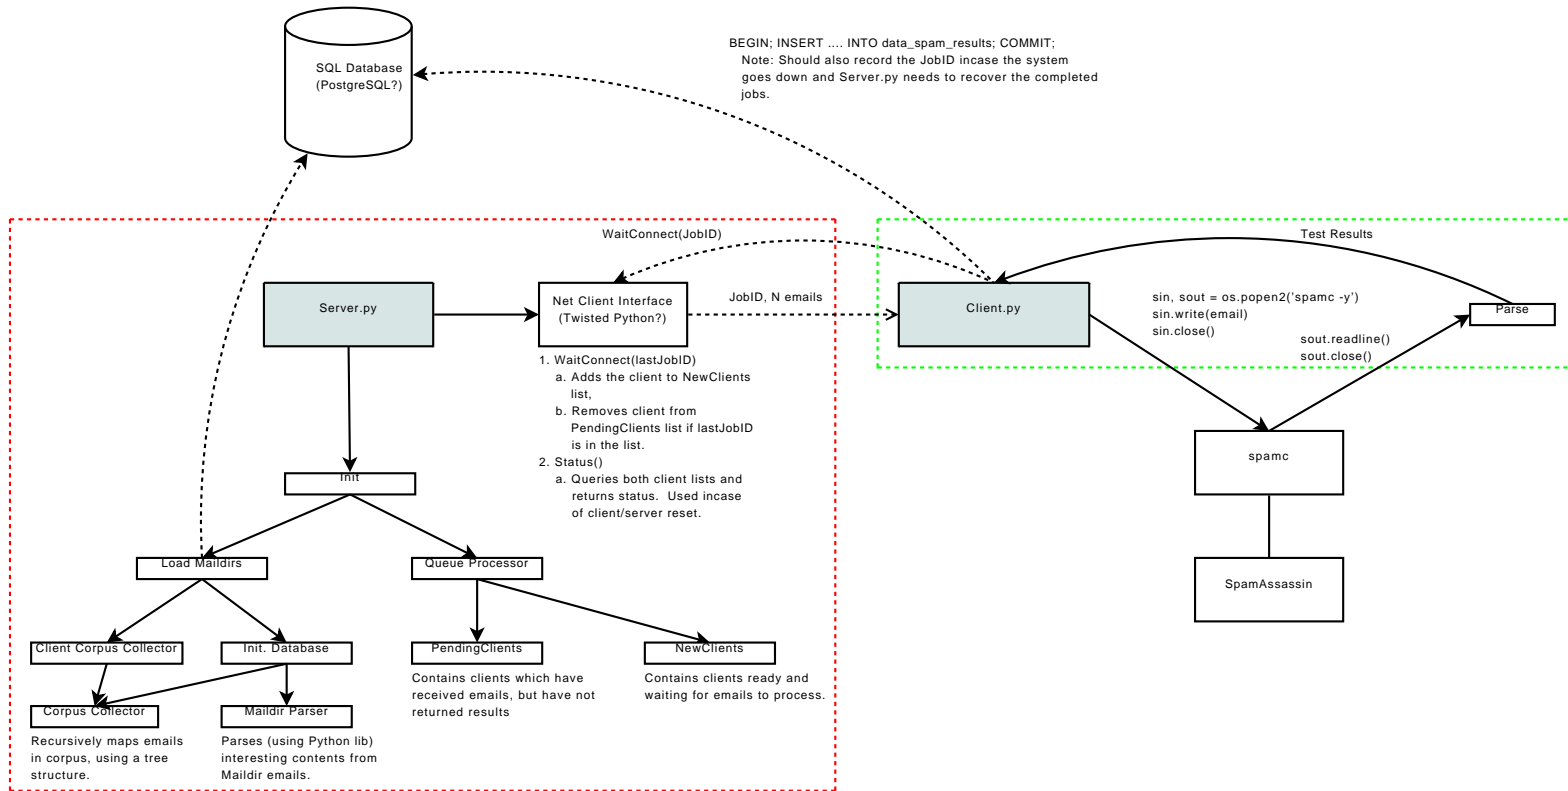 SQL Database
(PostgreSQL?)
BEGIN; INSERT .... INTO data_spam_results; COMMIT;
Note: Should also record the JobID incase the system
goes down and Server.py needs to recover the completed
jobs.
WaitConnect(JobID)
Test Results
Server.py
Net Client Interface
(Twisted Python?)
JobID, N emails
Client.py
sin, sout = os.popen2('spamc -y')
sin.write(email)
sin.close()
sout.readline()
sout.close()
Parse
1. WaitConnect(lastJobID)
a. Adds the client to NewClients
list,
b. Removes client from
PendingClients list if lastJobID
is in the list.
2. Status()
a. Queries both client lists and
returns status.  Used incase
of client/server reset.
spamc
SpamAssassin
Init
Load Maildirs
Queue Processor
Client Corpus Collector
Init. Database
PendingClients
NewClients
Contains clients which have
received emails, but have not
returned results
Contains clients ready and
waiting for emails to process.
Corpus Collector
Maildir Parser
Recursively maps emails
in corpus, using a tree
structure.
Parses (using Python lib)
interesting contents from
Maildir emails.